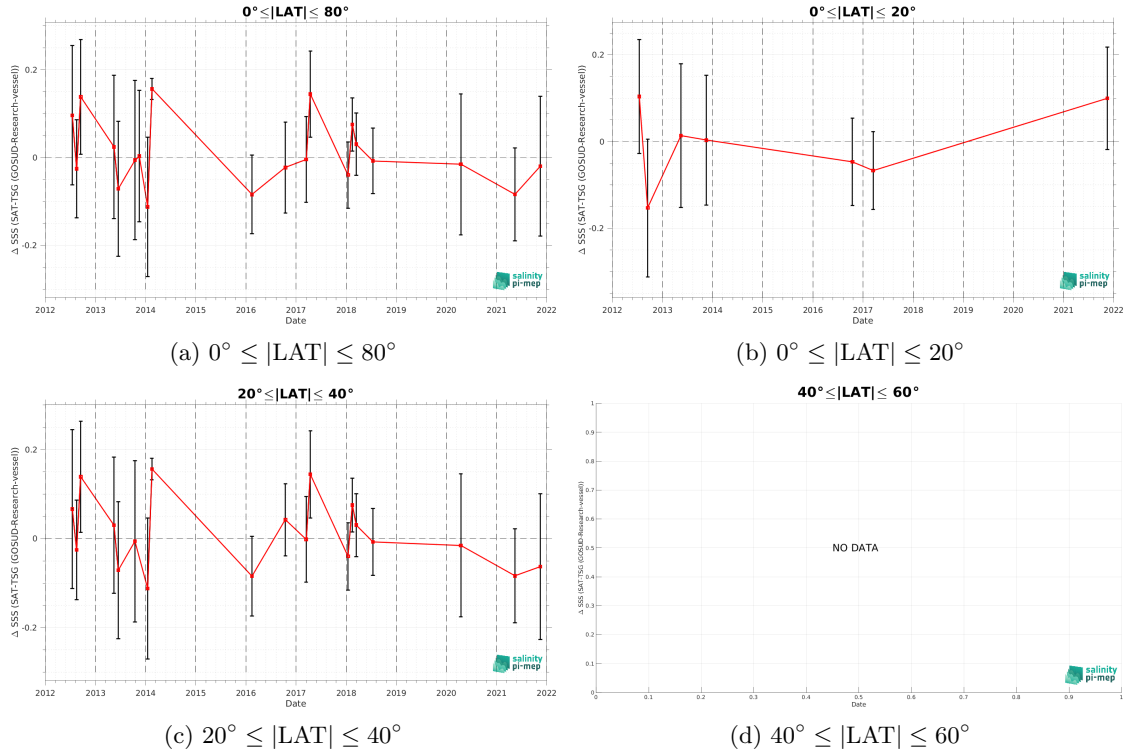 0°≤|LAT|≤ 80°
Δ SSS (SAT-TSG (GOSUD-Research-vessel))
0.2
0
-0.2
salinity
pi-mep
2012 2013 2014 2015 2016 2017 2018 2019 2020 2021 2022
Date
(a) 0° ≤ |LAT| ≤ 80°
0°≤|LAT|≤ 20°
Δ SSS (SAT-TSG (GOSUD-Research-vessel))
0.2
0
-0.2
salinity
pi-mep
2012 2013 2014 2015 2016 2017 2018 2019 2020 2021 2022
Date
(b) 0° ≤ |LAT| ≤ 20°
20°≤|LAT|≤ 40°
Δ SSS (SAT-TSG (GOSUD-Research-vessel))
0.2
0
-0.2
salinity
pi-mep
2012 2013 2014 2015 2016 2017 2018 2019 2020 2021 2022
Date
(c) 20° ≤ |LAT| ≤ 40°
40°≤|LAT|≤ 60°
Δ SSS (SAT-TSG (GOSUD-Research-vessel))
1
0.9
0.8
0.7
0.6
0.5
0.4
0.3
0.2
0.1
0
NO DATA
salinity
pi-mep
0 0.1 0.2 0.3 0.4 0.5 0.6 0.7 0.8 0.9 1
Date
(d) 40° ≤ |LAT| ≤ 60°